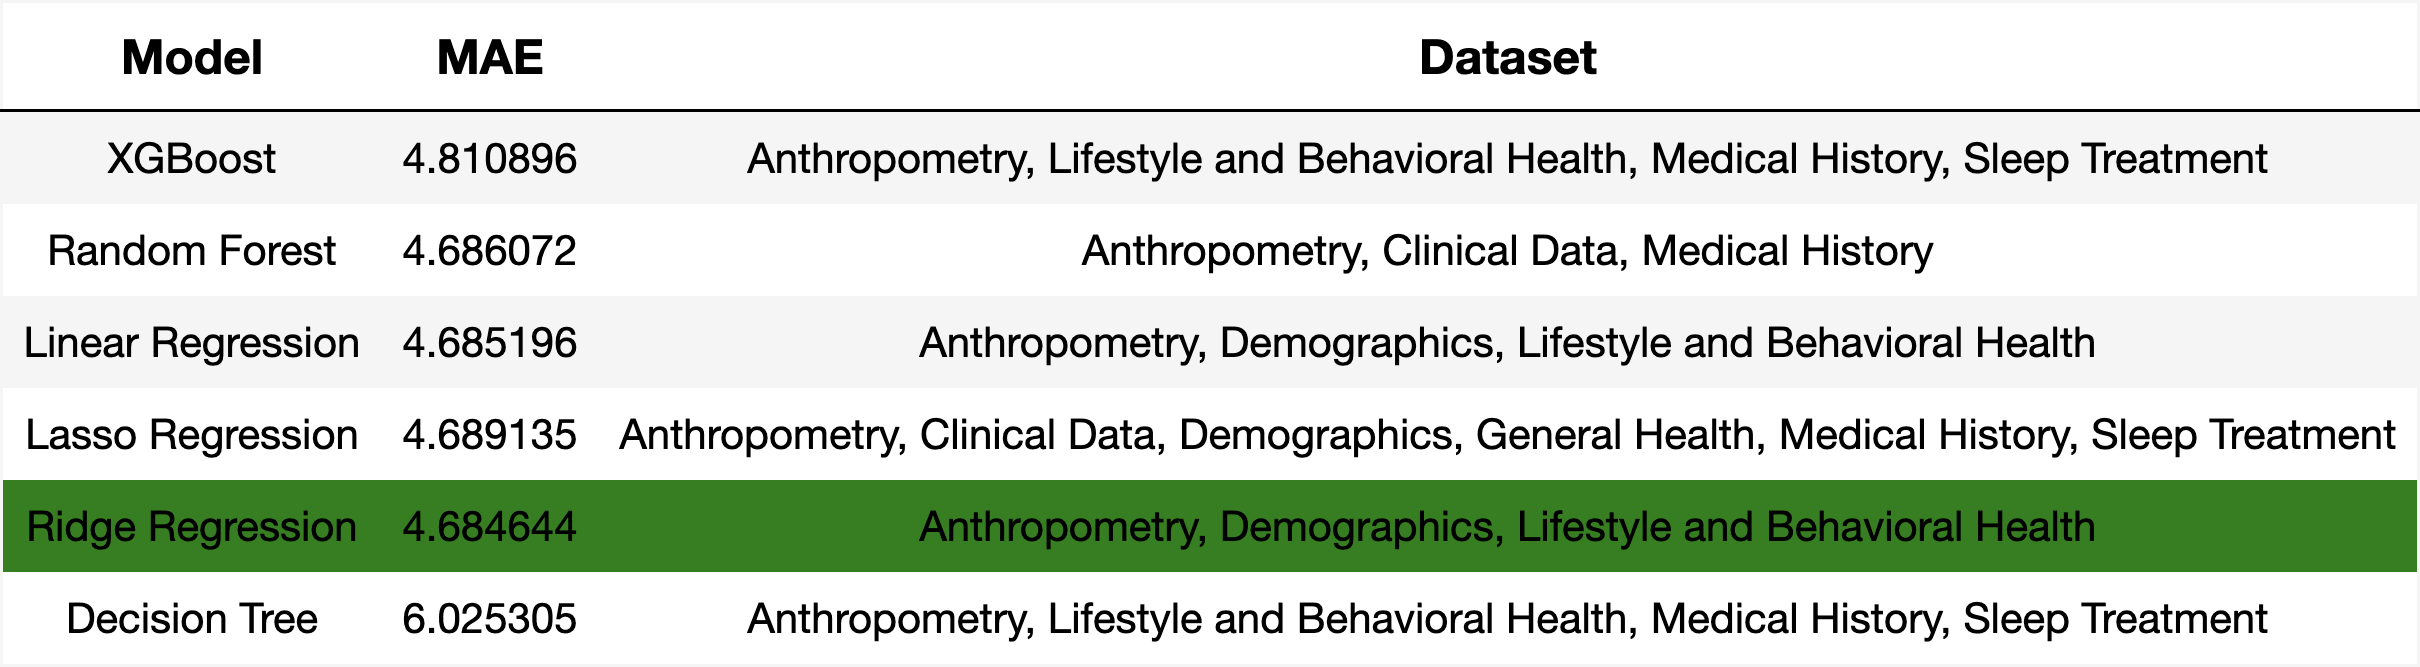 Model MAE Dataset
XGBoost 4.810896 Anthropometry, Lifestyle and Behavioral Health, Medical History, Sleep Treatment
Random Forest 4.686072 Anthropometry, Clinical Data, Medical History
Linear Regression 4.685196 Anthropometry, Demographics, Lifestyle and Behavioral Health
Lasso Regression 4.689135 Anthropometry, Clinical Data, Demographics, General Health, Medical History, Sleep Treatment
Ridge Regression 4.684644 Anthropometry, Demographics, Lifestyle and Behavioral Health
Decision Tree 6.025305 Anthropometry, Lifestyle and Behavioral Health, Medical History, Sleep Treatment